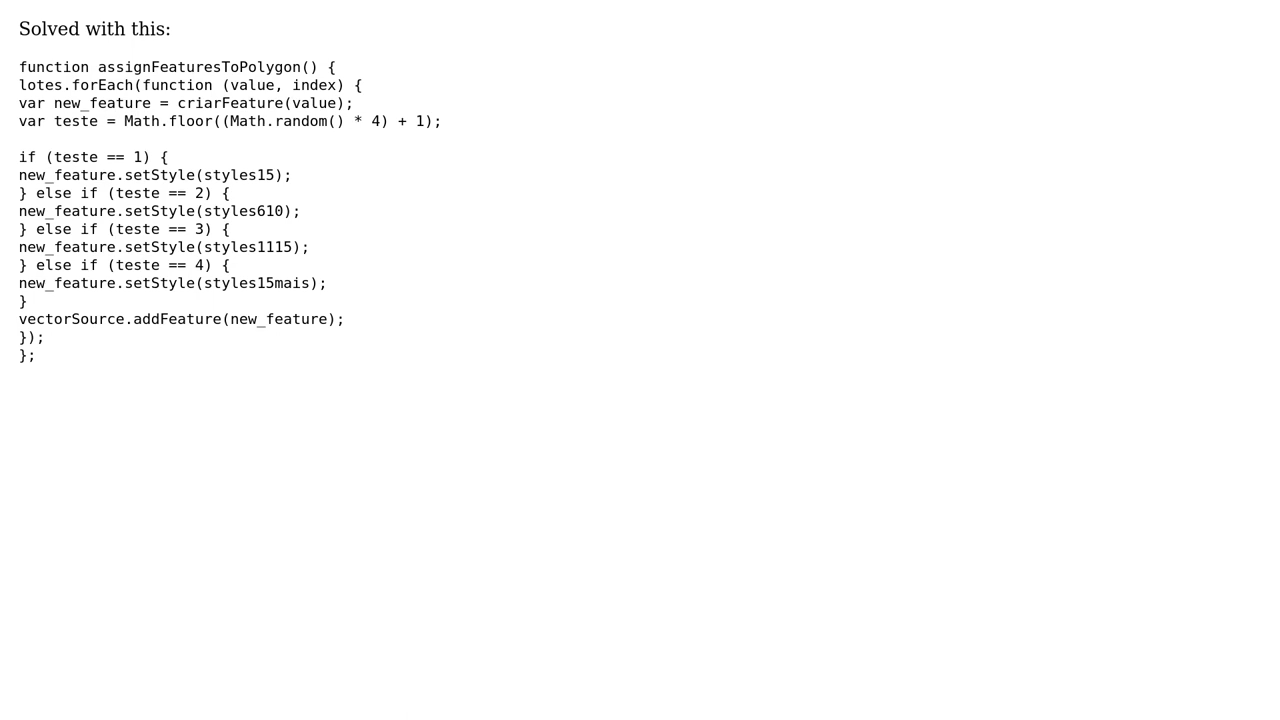 Solved with this:
function assignFeaturesToPolygon() {
lotes.forEach(function (value, index) {
var new_feature = criarFeature(value);
var teste = Math.floor((Math.random() * 4) + 1);
if (teste == 1) {
new_feature.setStyle(styles15);
} else if (teste == 2) {
new_feature.setStyle(styles610);
} else if (teste == 3) {
new_feature.setStyle(styles1115);
} else if (teste == 4) {
new_feature.setStyle(styles15mais);
}
vectorSource.addFeature(new_feature);
});
};